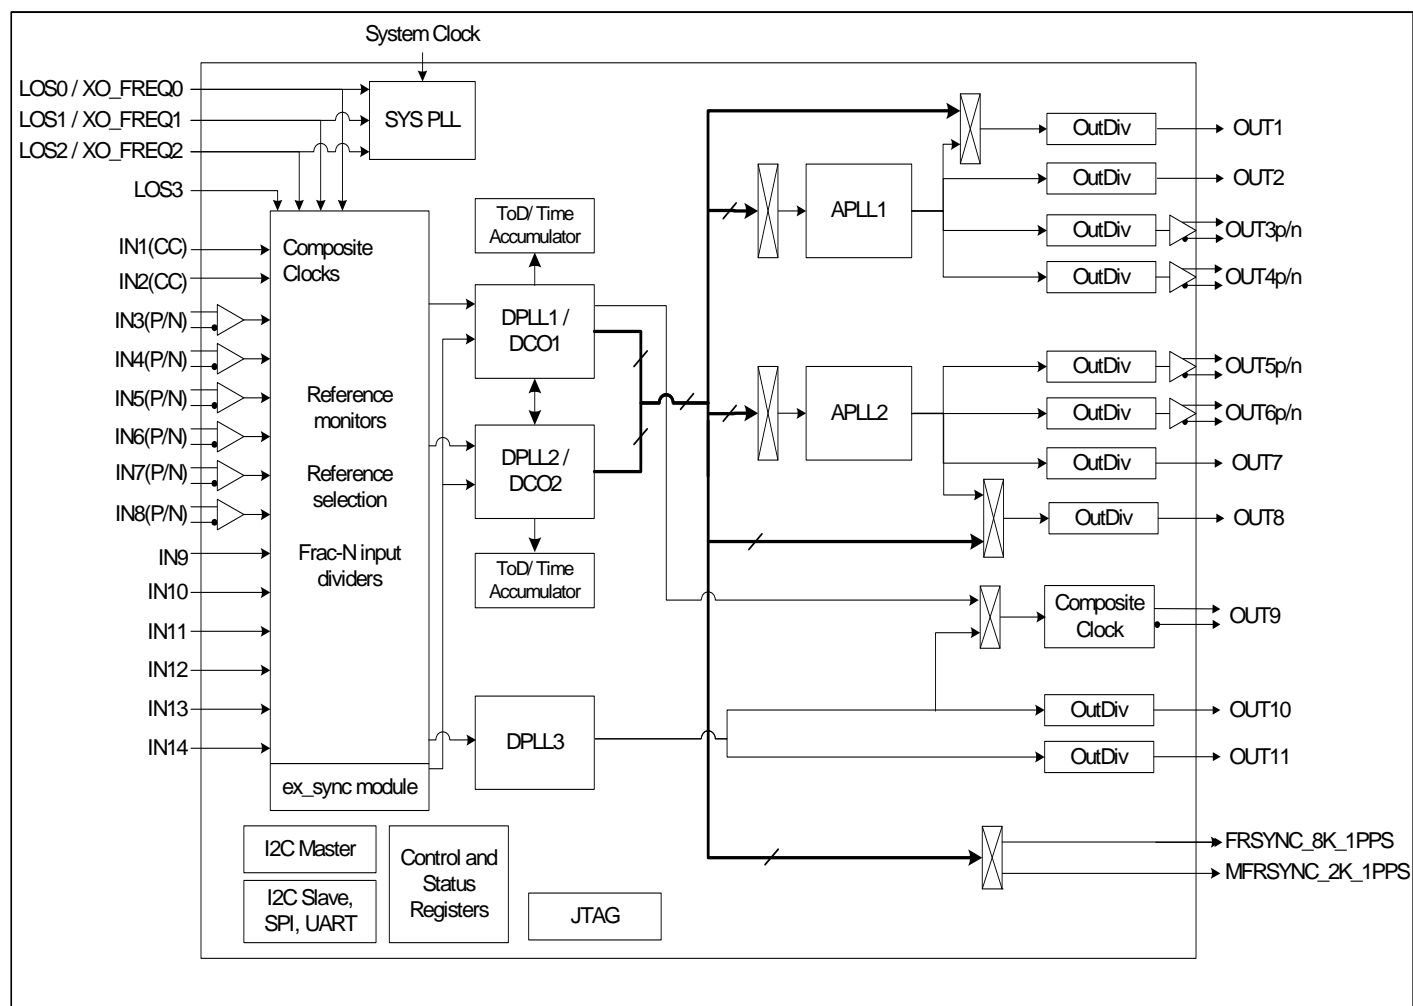 System Clock
LOS0 / XO_FREQ0
LOS1 / XO_FREQ1
LOS2 / XO_FREQ2
LOS3
SYS PLL
IN1(CC)
IN2(CC)
IN3(P/N)
IN4(P/N)
IN5(P/N)
IN6(P/N)
IN7(P/N)
IN8(P/N)
IN9
IN10
IN11
IN12
IN13
IN14
Composite
Clocks
Reference
monitors
Reference
selection
Frac-N input
dividers
ex_sync module
ToD/ Time
Accumulator
DPLL1 /
DCO1
DPLL2 /
DCO2
ToD/ Time
Accumulator
DPLL3
APLL1
APLL2
OutDiv
OutDiv
OutDiv
OutDiv
OutDiv
OutDiv
OutDiv
OutDiv
Composite
Clock
OutDiv
OutDiv
OUT1
OUT2
OUT3p/n
OUT4p/n
OUT5p/n
OUT6p/n
OUT7
OUT8
OUT9
OUT10
OUT11
FRSYNC_8K_1PPS
MFRSYNC_2K_1PPS
I2C Master
I2C Slave,
SPI, UART
Control and
Status
Registers
JTAG